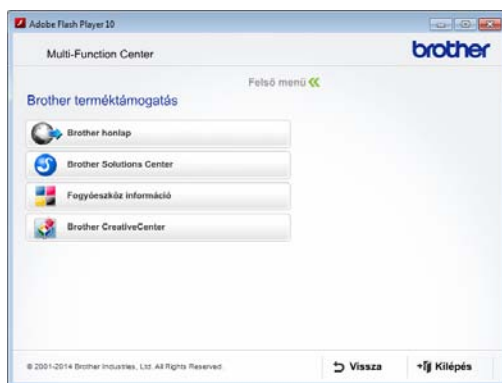 Adobe Flash Player 10
Multi-Function Center
brother
Felső menü
Brother terméktámogatás
Brother honlap
Brother Solutions Center
Fogyóeszköz információ
Brother CreativeCenter
© 2001-2014 Brother Industries, Ltd. All Rights Reserved.
Vissza
Kilépés